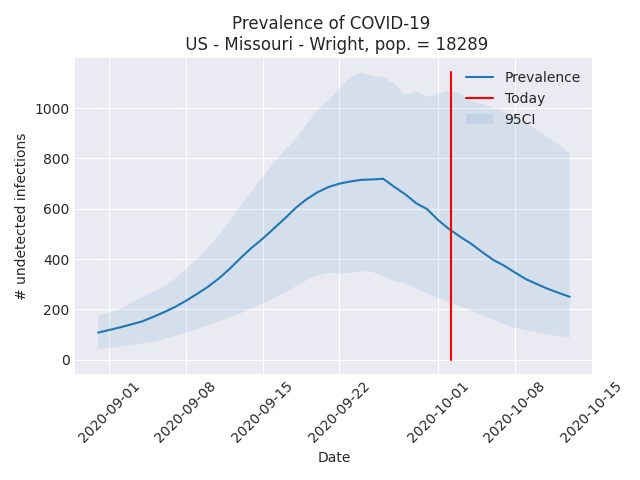 Prevalence of COVID-19
US - Missouri - Wright, pop. = 18289
Prevalence
Today
95CI
# undetected infections
1000
800
600
400
200
0
2020-09-01
2020-09-08
2020-09-15
2020-09-22
2020-10-01
2020-10-08
2020-10-15
Date